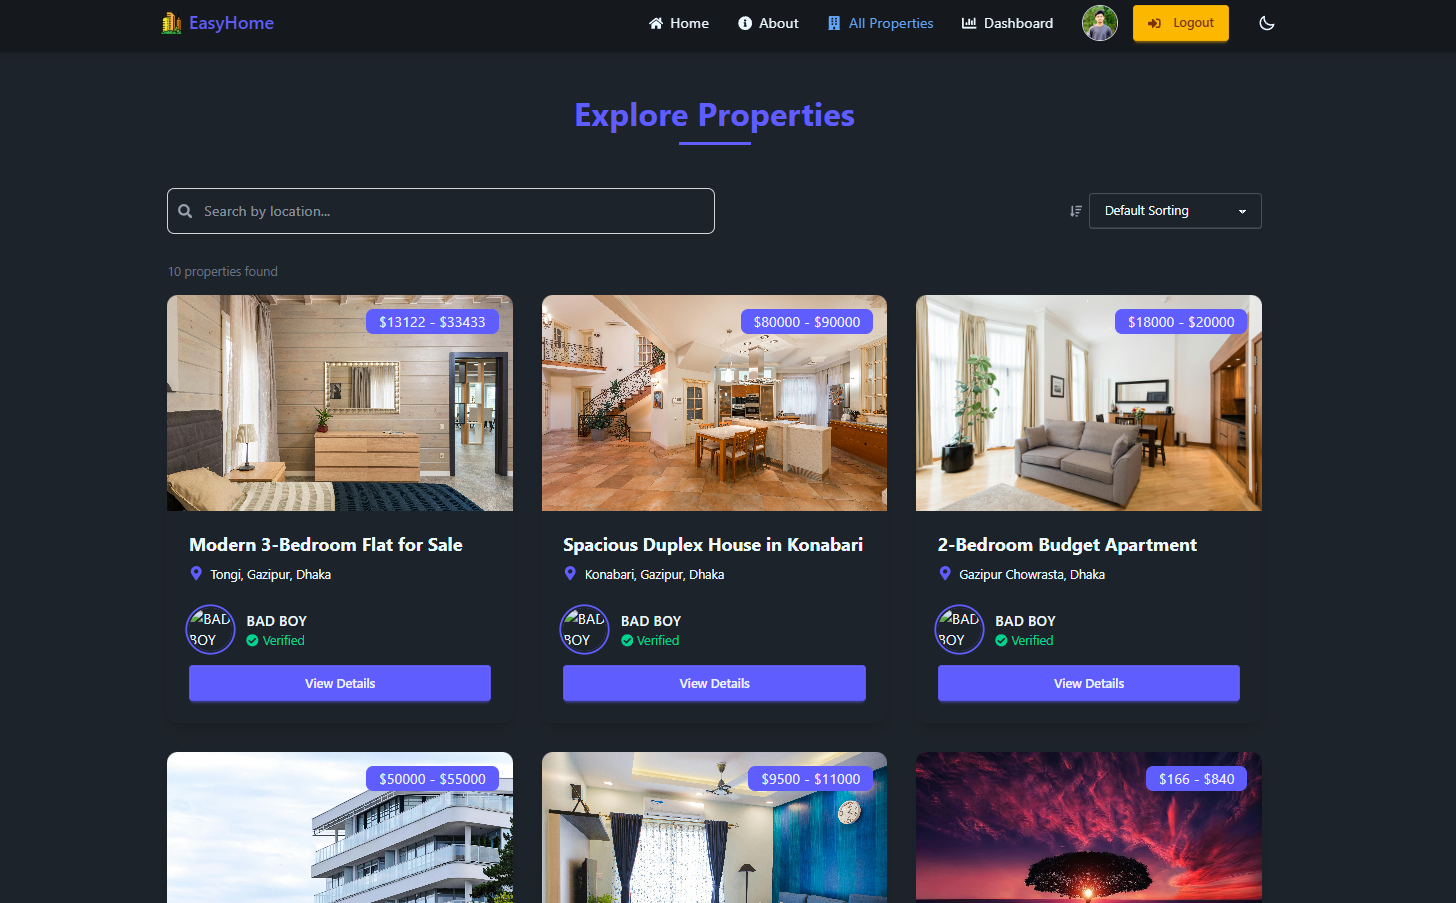 EasyHome
Home
About
All Properties
Dashboard
Logout
Explore Properties
Search by location...
Default Sorting
10 properties found
$13122 - $33433
$80000 - $90000
$18000 - $20000
Modern 3-Bedroom Flat for Sale
Tongi, Gazipur, Dhaka
BAD
BOY
BAD BOY
Verified
View Details
Spacious Duplex House in Konabari
Konabari, Gazipur, Dhaka
BAD
BOY
BAD BOY
Verified
View Details
2-Bedroom Budget Apartment
Gazipur Chowrasta, Dhaka
BAD
BOY
BAD BOY
Verified
View Details
$50000 - $55000
$9500 - $11000
$166 - $840